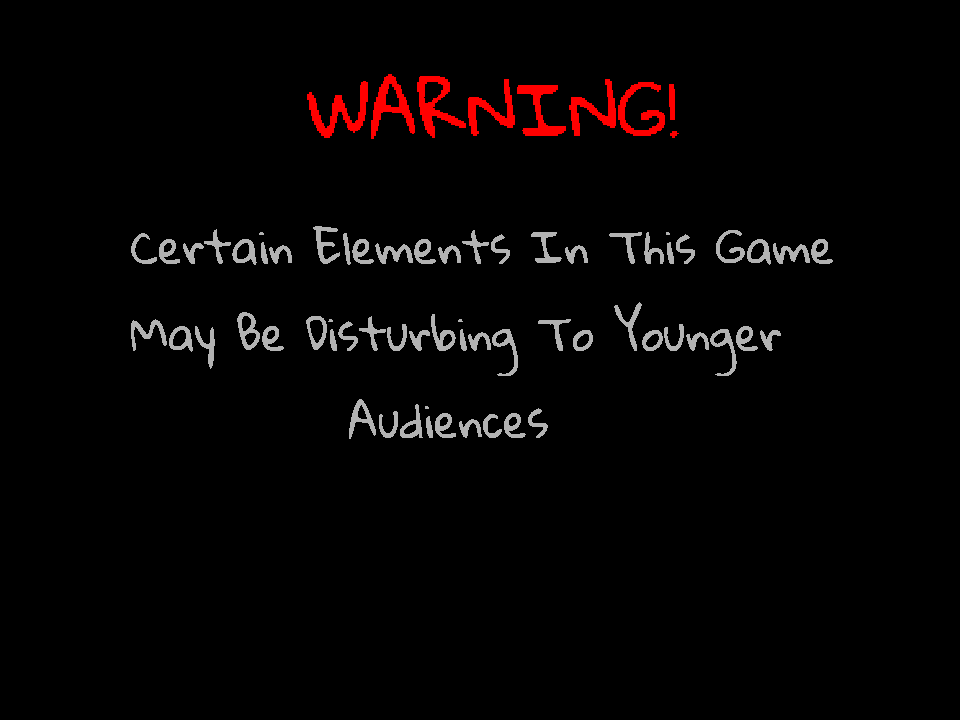 WARNING!
Certain Elements In This Game
May Be Disturbing To Younger
Audiences